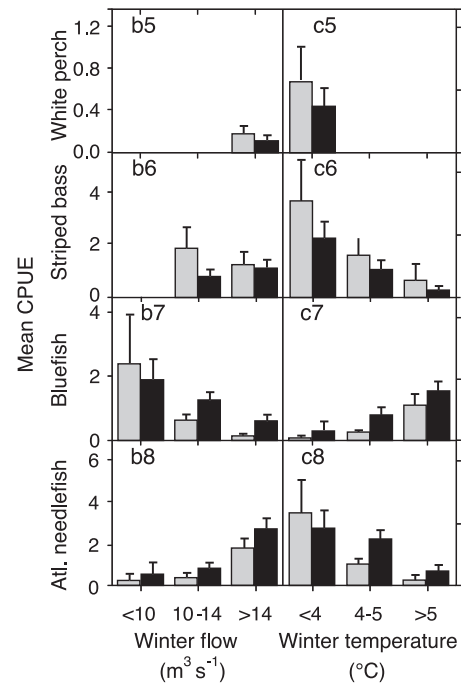 b5
c5
1.2
0.8
0.4
0.0
White perch
b6
c6
4
2
0
Striped bass
b7
c7
4
2
0
Bluefish
b8
c8
6
4
2
0
Atl. needlefish
Mean CPUE
<10 10-14 >14 <4 4-5 >5
Winter flow Winter temperature
(m³ s⁻¹) (°C)